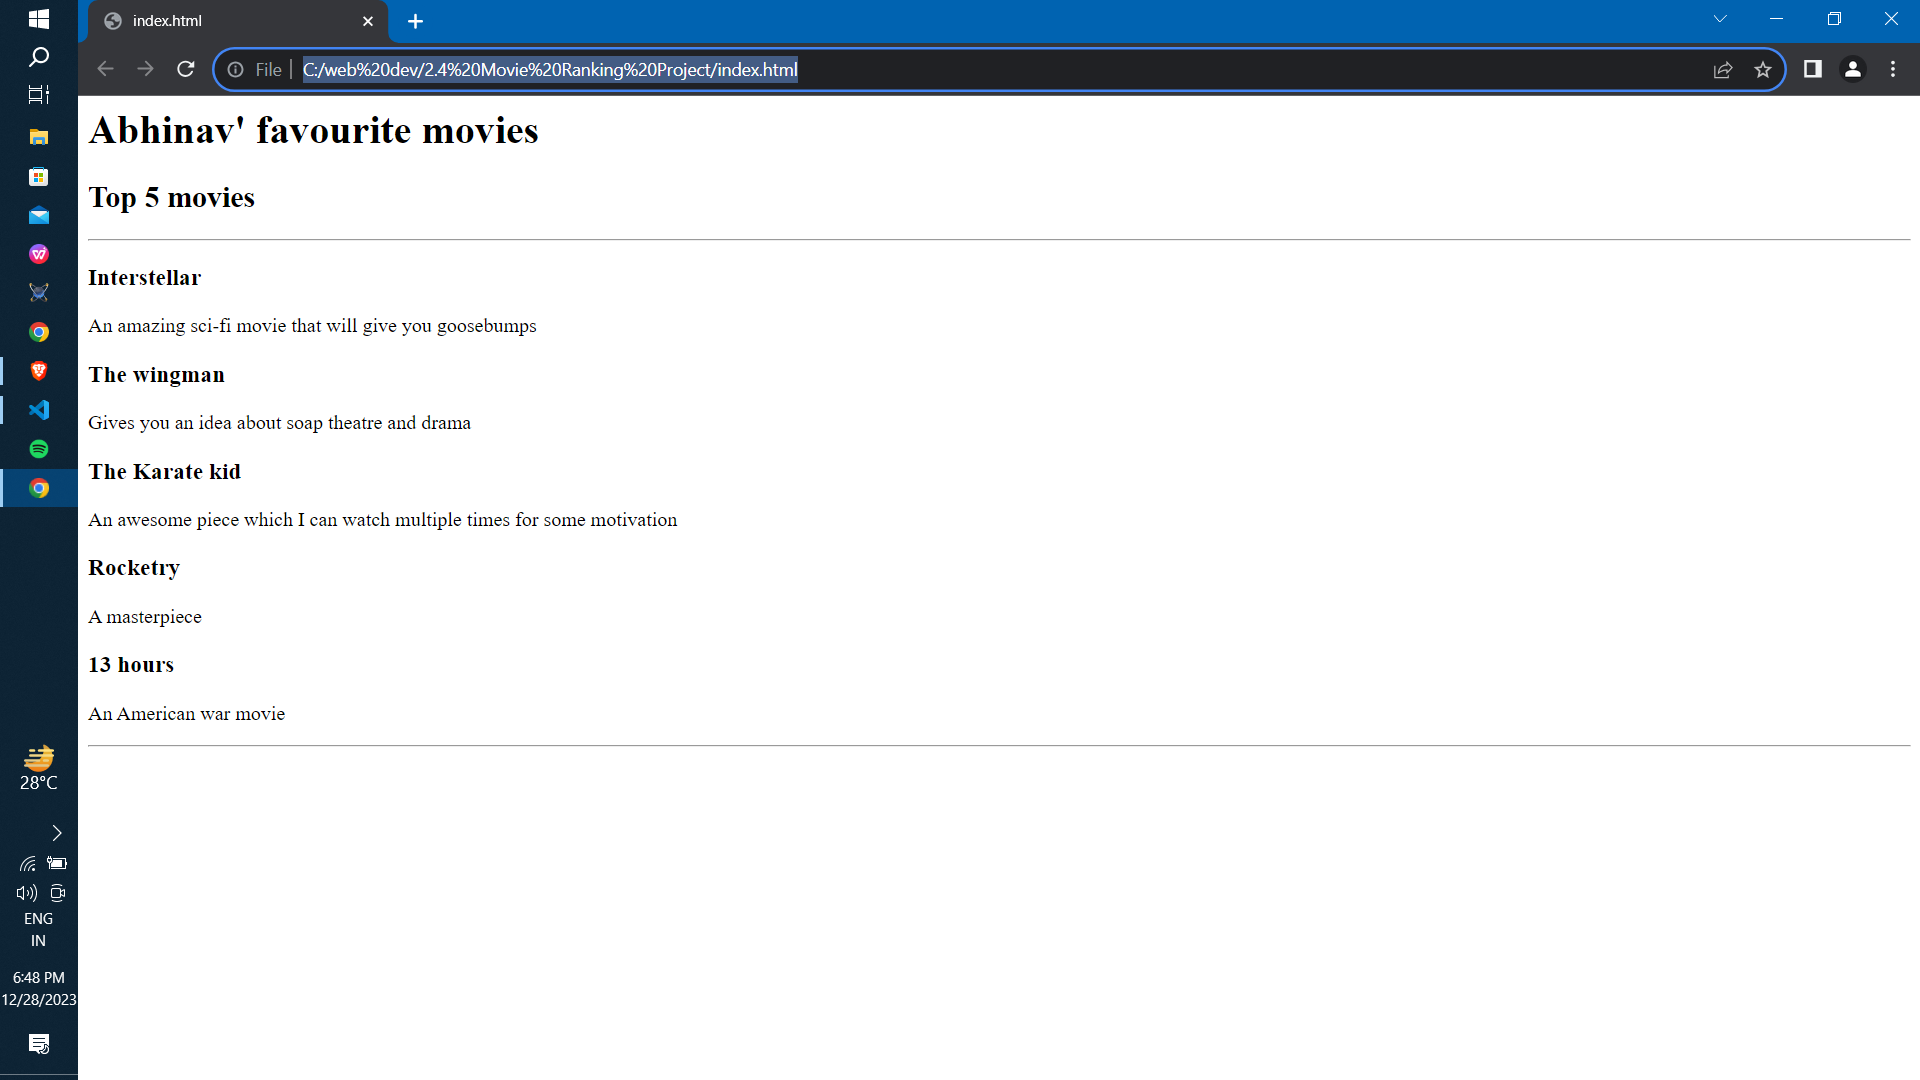 index.html
File
C:/web%20dev/2.4%20Movie%20Ranking%20Project/index.html
Abhinav' favourite movies
Top 5 movies
Interstellar
An amazing sci-fi movie that will give you goosebumps
The wingman
Gives you an idea about soap theatre and drama
The Karate kid
An awesome piece which I can watch multiple times for some motivation
Rocketry
A masterpiece
13 hours
An American war movie
28°C
ENG
IN
6:48 PM
12/28/2023